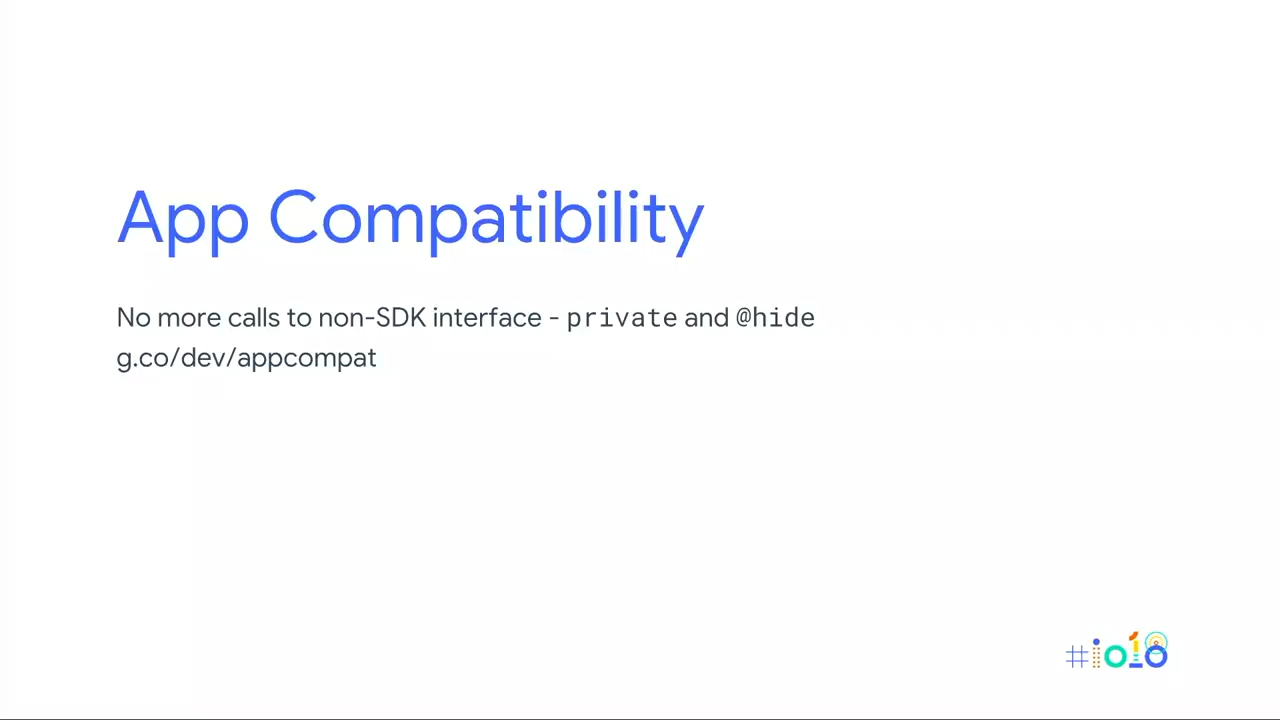 App Compatibility
No more calls to non-SDK interface - private and @hide
g.co/dev/appcompat
#io18